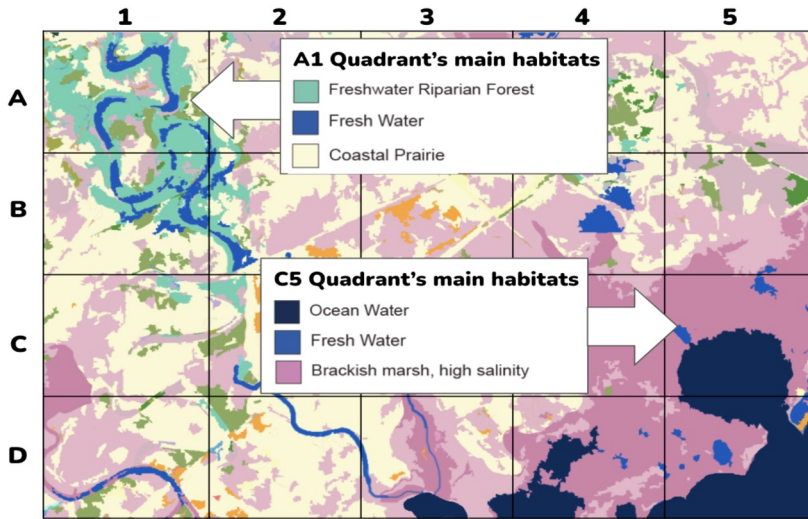 1 2 3 4 5
A
B
C
D
A1 Quadrant's main habitats
Freshwater Riparian Forest
Fresh Water
Coastal Prairie
C5 Quadrant's main habitats
Ocean Water
Fresh Water
Brackish marsh, high salinity